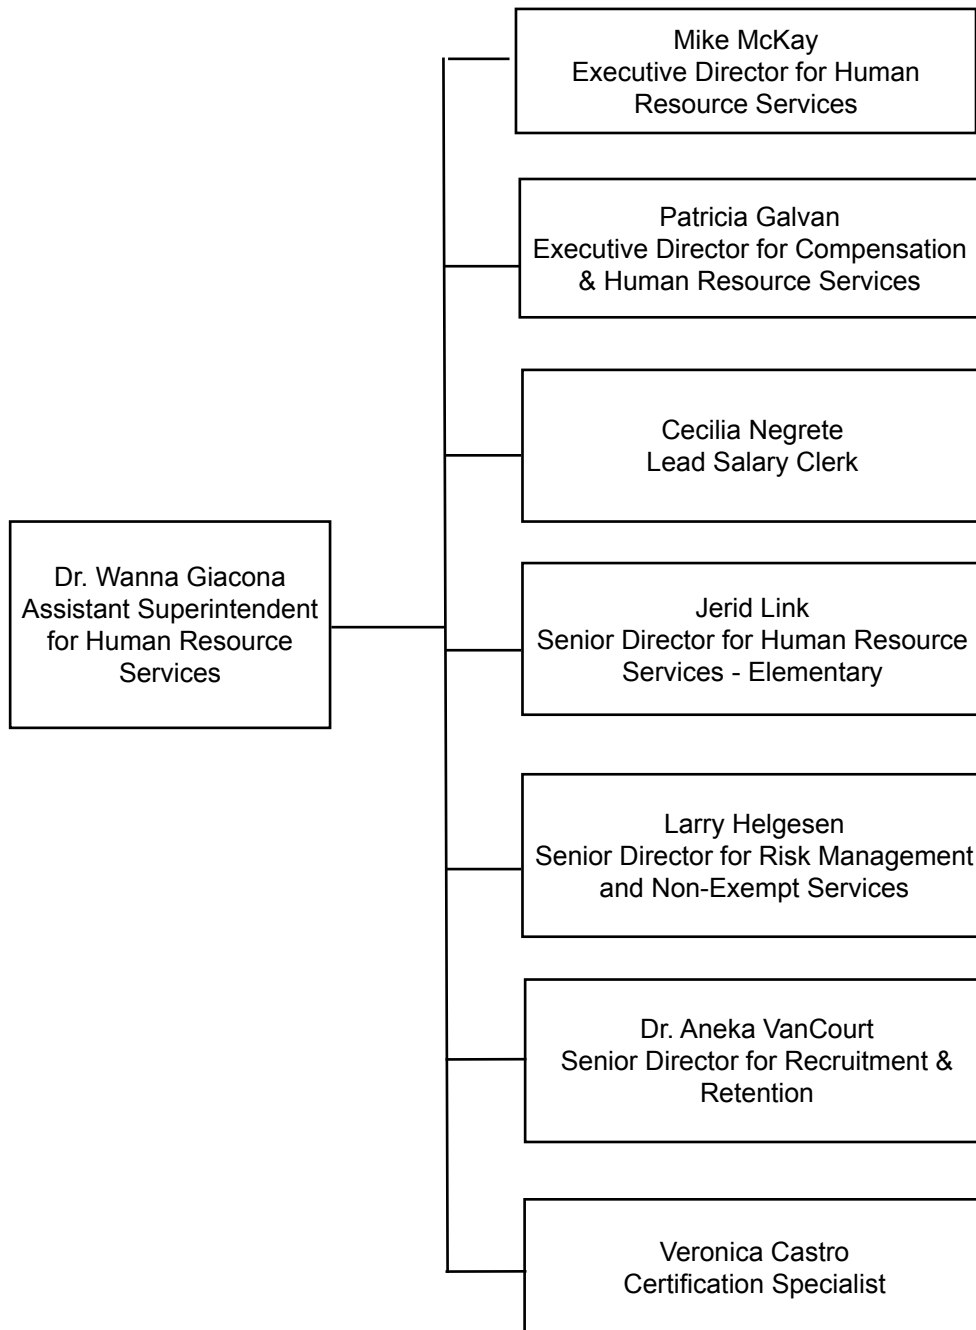 Mike McKay
Executive Director for Human
Resource Services
Patricia Galvan
Executive Director for Compensation
& Human Resource Services
Cecilia Negrete
Lead Salary Clerk
Dr. Wanna Giacona
Assistant Superintendent
for Human Resource
Services
Jerid Link
Senior Director for Human Resource
Services - Elementary
Larry Helgesen
Senior Director for Risk Management
and Non-Exempt Services
Dr. Aneka VanCourt
Senior Director for Recruitment &
Retention
Veronica Castro
Certification Specialist